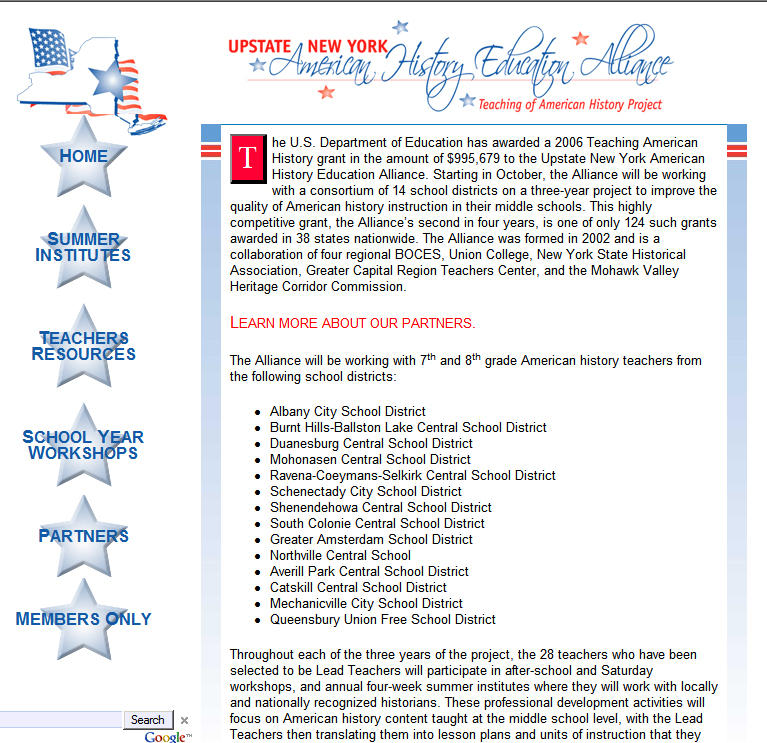 UPSTATE NEW YORK
American History Education Alliance
Teaching of American History Project
HOME
SUMMER
INSTITUTES
TEACHERS
RESOURCES
SCHOOL YEAR
WORKSHOPS
PARTNERS
MEMBERS ONLY
Search
Google™
The U.S. Department of Education has awarded a 2006 Teaching American
History grant in the amount of $995,679 to the Upstate New York American
History Education Alliance. Starting in October, the Alliance will be working
with a consortium of 14 school districts on a three-year project to improve the
quality of American history instruction in their middle schools. This highly
competitive grant, the Alliance's second in four years, is one of only 124 such grants
awarded in 38 states nationwide. The Alliance was formed in 2002 and is a
collaboration of four regional BOCES, Union College, New York State Historical
Association, Greater Capital Region Teachers Center, and the Mohawk Valley
Heritage Corridor Commission.
LEARN MORE ABOUT OUR PARTNERS.
The Alliance will be working with 7th and 8th grade American history teachers from
the following school districts:
• Albany City School District
• Burnt Hills-Ballston Lake Central School District
• Duanesburg Central School District
• Mohonasen Central School District
• Ravena-Coeymans-Selkirk Central School District
• Schenectady City School District
• Shenendehowa Central School District
• South Colonie Central School District
• Greater Amsterdam School District
• Northville Central School
• Averill Park Central School District
• Catskill Central School District
• Mechanicville City School District
• Queensbury Union Free School District
Throughout each of the three years of the project, the 28 teachers who have been
selected to be Lead Teachers will participate in after-school and Saturday
workshops, and annual four-week summer institutes where they will work with locally
and nationally recognized historians. These professional development activities will
focus on American history content taught at the middle school level, with the Lead
Teachers then translating them into lesson plans and units of instruction that they